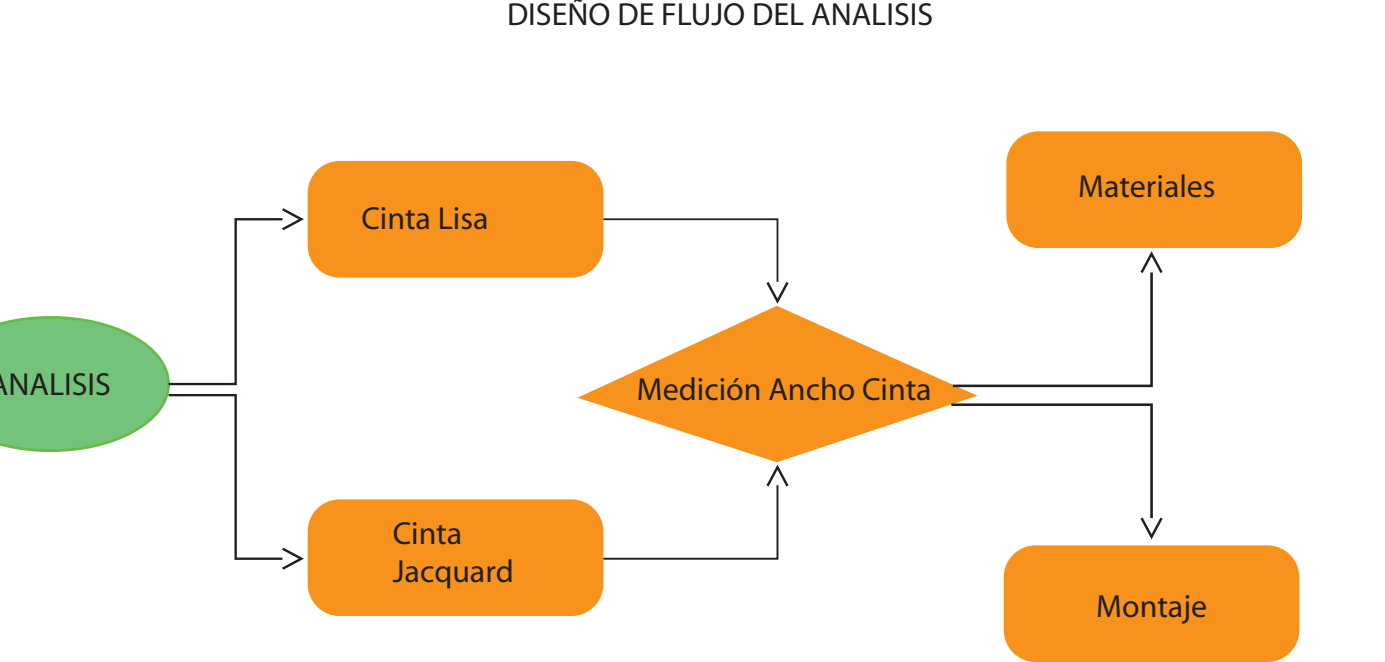 DISEÑO DE FLUJO DEL ANALISIS
Materiales
Cinta Lisa
ANALISIS
Medición Ancho Cinta
Cinta
Jacquard
Montaje